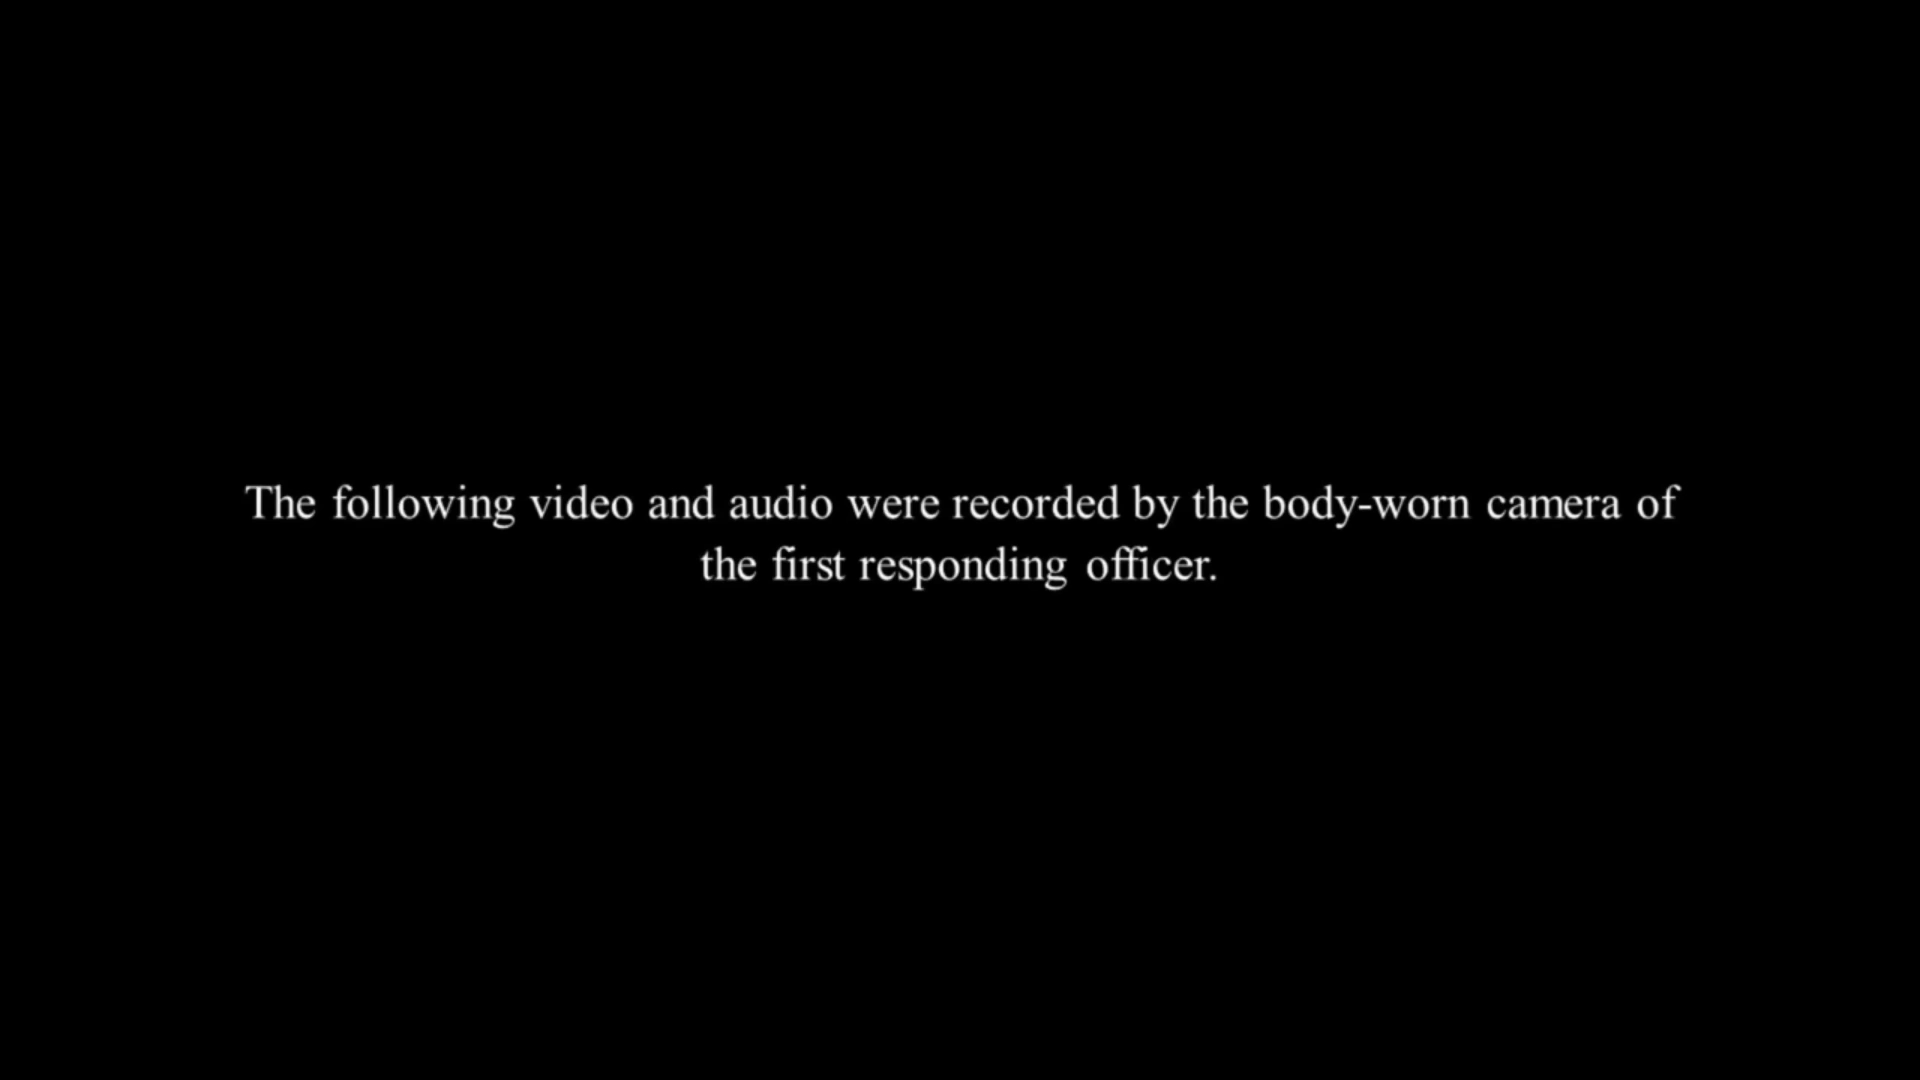 The following video and audio were recorded by the body-worn camera of
the first responding officer.